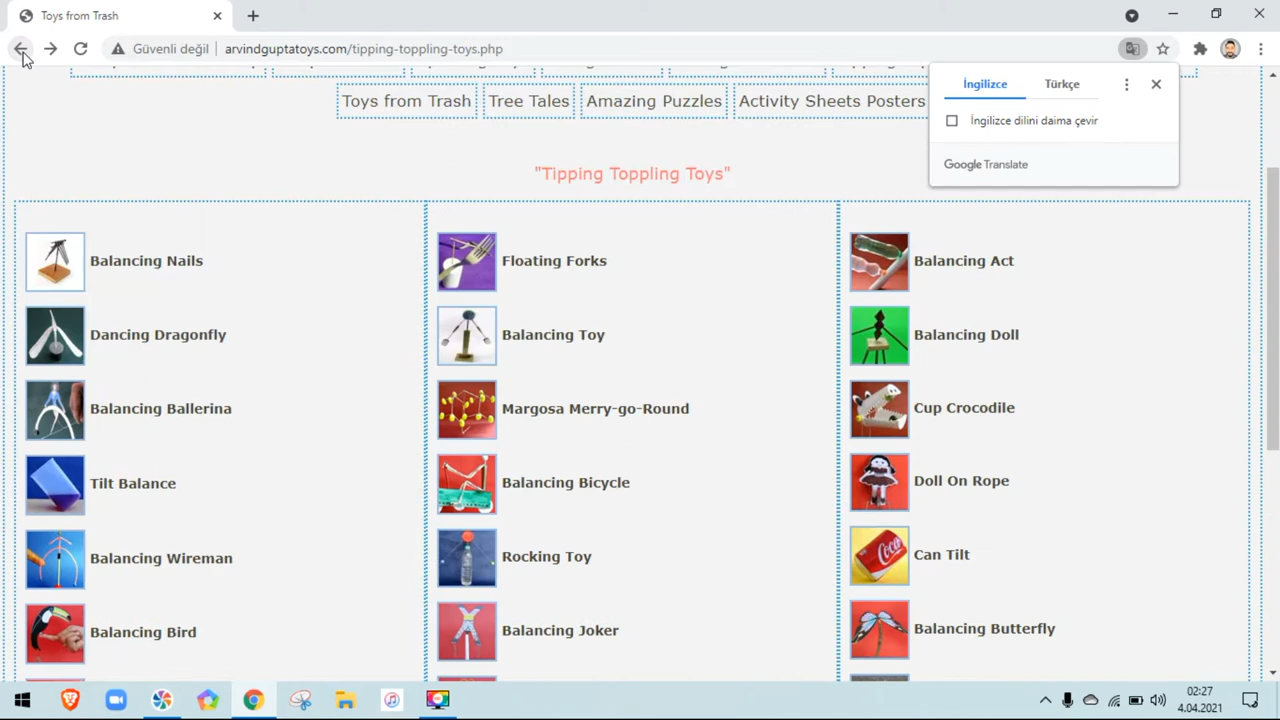 Toys from Trash
Güvenli değil
arvindguptatoys.com/tipping-toppling-toys.php
İngilizce
Türkçe
İngilizce dilini daima çevir
Google Translate
Toys from Trash
Tree Tales
Amazing Puzzles
Activity Sheets Posters
"Tipping Toppling Toys"
Balancing Nails
Floating Forks
Balancing Act
Dancing Dragonfly
Balancing Toy
Balancing Doll
Balancing Ballerina
Margosa Merry-go-Round
Cup Crocodile
Tilt Balance
Balancing Bicycle
Doll On Rope
Balancing Wireman
Rocking Toy
Can Tilt
Coco
Balancing Bird
Balancing Joker
Balancing Butterfly
02:27
4.04.2021